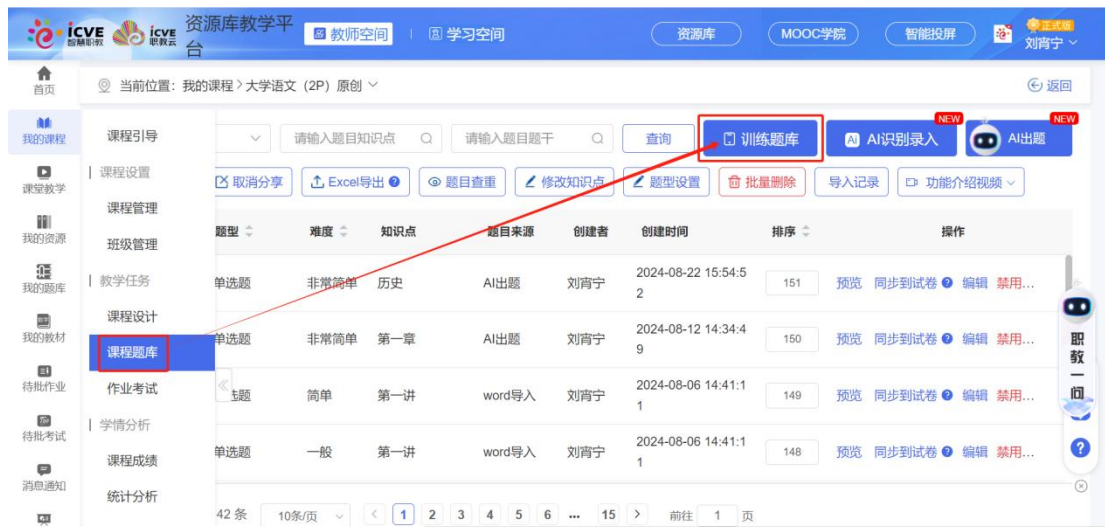 icve 智慧职教 icve 职教云 资源库教学平台 教师空间 学习空间 资源库 MOOC学院 智能投屏 正式版 刘宵宁
首页
当前位置：我的课程 > 大学语文（2P）原创 返回
我的课程
课堂教学
我的资源
我的题库
我的教材
待批作业
待批考试
消息通知
课程引导
课程设置
课程管理
班级管理
教学任务
课程设计
课程题库
作业考试
学情分析
课程成绩
统计分析
请输入题目知识点 请输入题目题干 查询 训练题库 NEW AI识别录入 NEW AI出题
取消分享 Excel导出 题目查重 修改知识点 题型设置 批量删除 导入记录 功能介绍视频
题型 难度 知识点 题目来源 创建者 创建时间 排序 操作
单选题 非常简单 历史 AI出题 刘宵宁 2024-08-22 15:54:52 151 预览 同步到试卷 编辑 禁用...
单选题 非常简单 第一章 AI出题 刘宵宁 2024-08-12 14:34:49 150 预览 同步到试卷 编辑 禁用...
选题 简单 第一讲 word导入 刘宵宁 2024-08-06 14:41:11 149 预览 同步到试卷 编辑 禁用...
单选题 一般 第一讲 word导入 刘宵宁 2024-08-06 14:41:11 148 预览 同步到试卷 编辑 禁用...
42 条 10条/页 1 2 3 4 5 6 ... 15 前往 1 页
职教一问